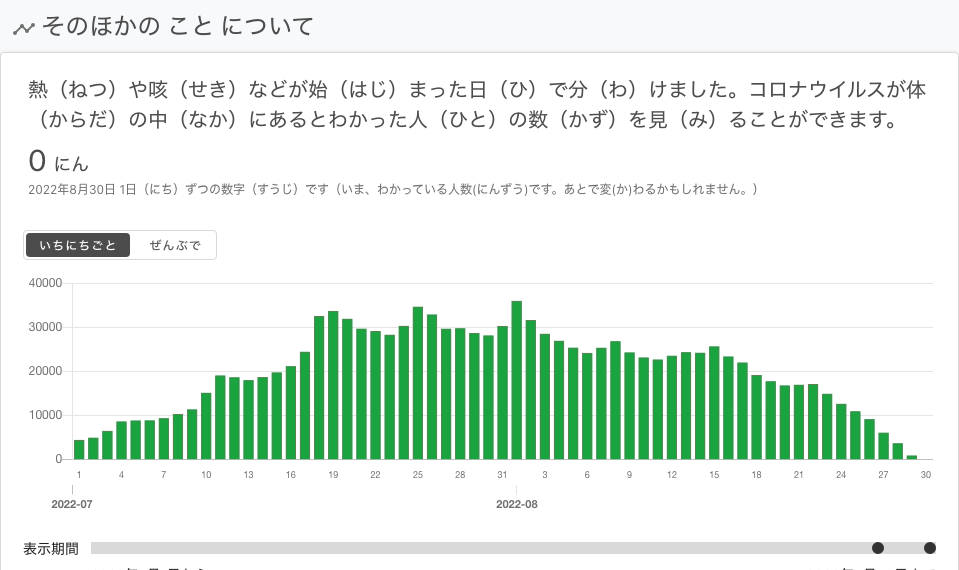 そのほかの こと について
熱（ねつ）や咳（せき）などが始（はじ）まった日（ひ）で分（わ）けました。コロナウイルスが体
（からだ）の中（なか）にあるとわかった人（ひと）の数（かず）を見（み）ることができます。
0 にん
2022年8月30日 1日（にち）ずつの数字（すうじ）です（いま、わかっている人数(にんずう)です。あとで変(か)わるかもしれません。）
いちにちごと ぜんぶで
40000
30000
20000
10000
0
1 4 7 10 13 16 19 22 25 28 31 3 6 9 12 15 18 21 24 27 30
2022-07 2022-08
表示期間